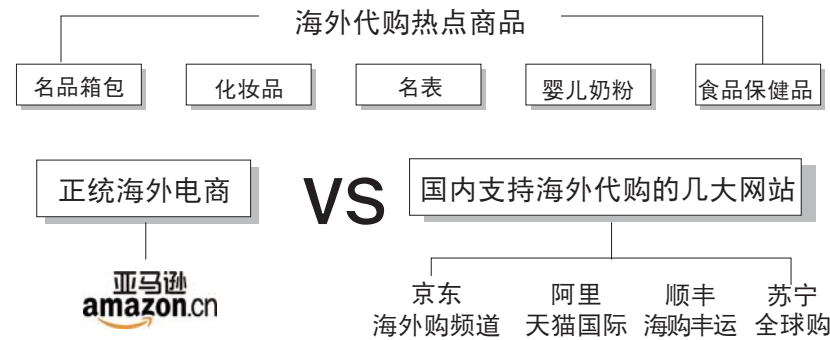 海外代购热点商品
名品箱包 化妆品 名表 婴儿奶粉 食品保健品
正统海外电商 VS 国内支持海外代购的几大网站
亚马逊
amazon.cn
京东 阿里 顺丰 苏宁
海外购频道 天猫国际 海购丰运 全球购